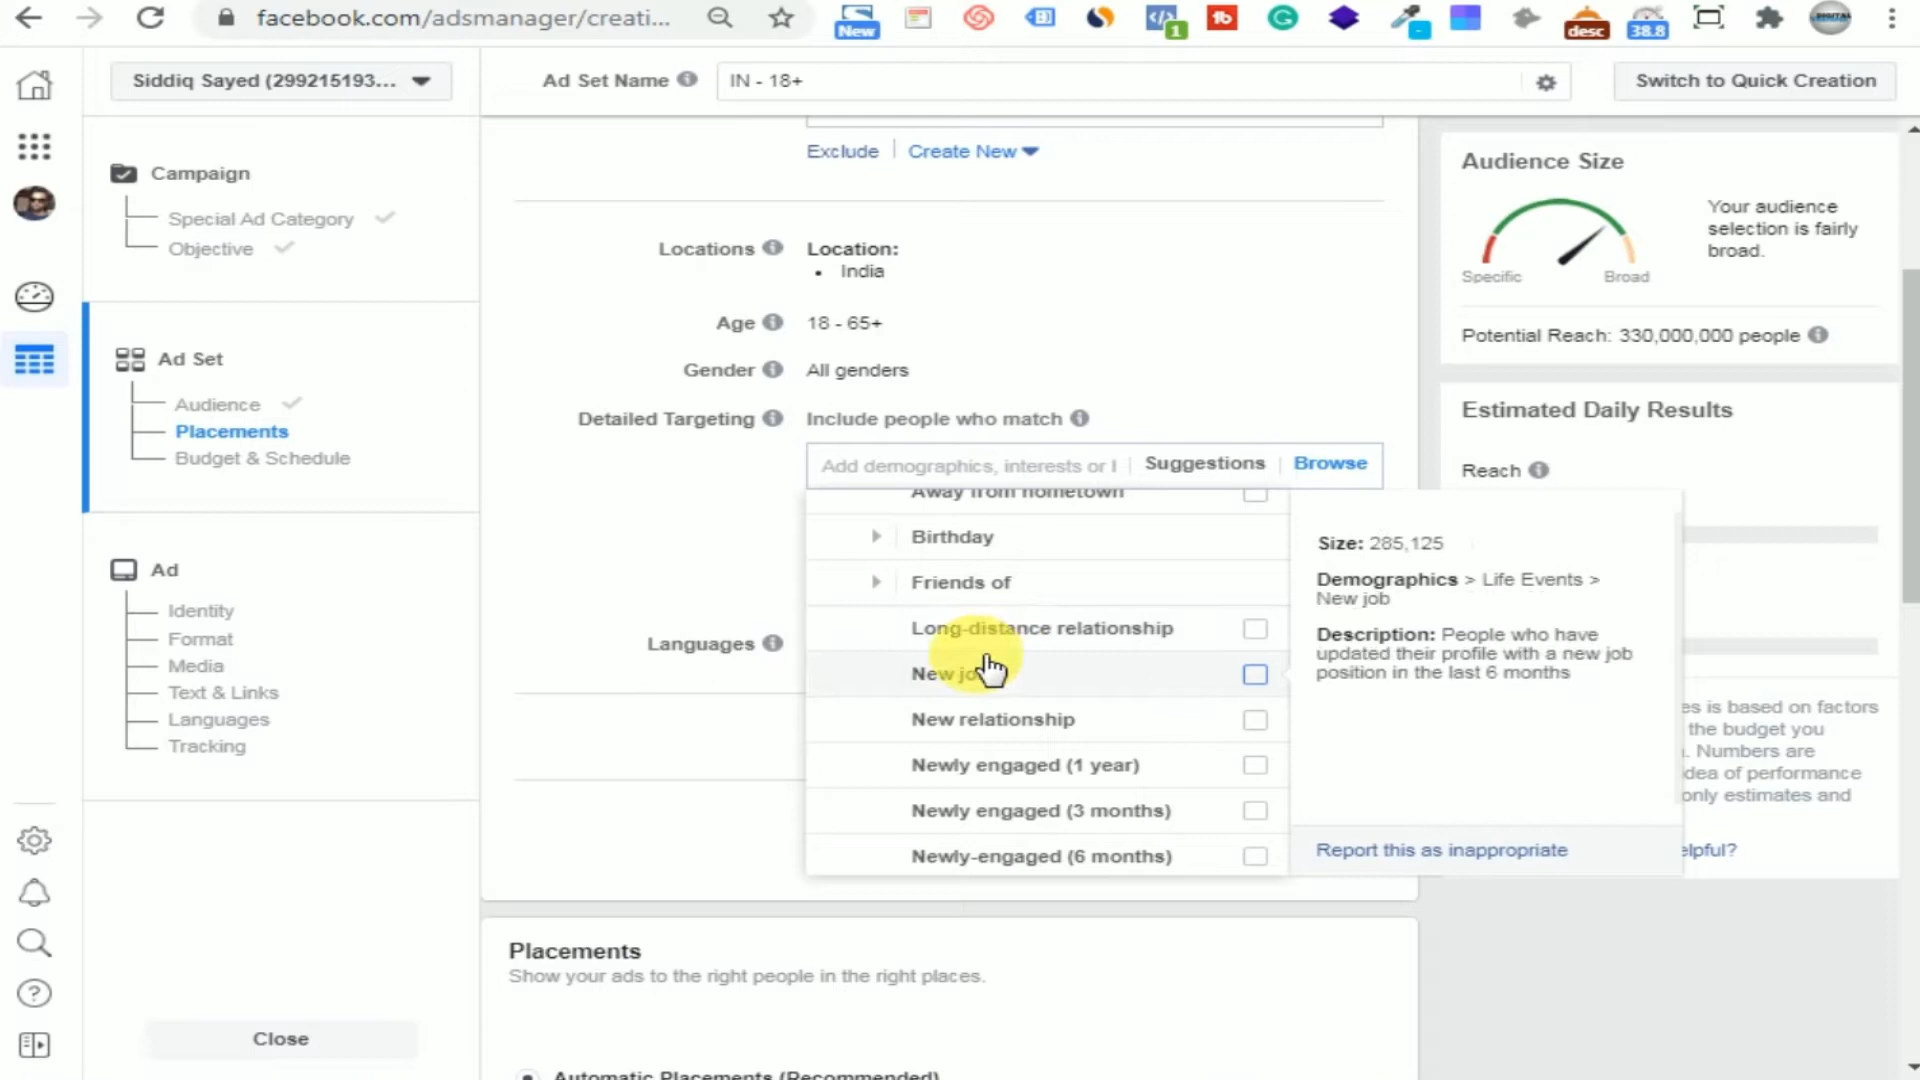 facebook.com/adsmanager/creati...
New
1
desc
38.8
Siddiq Sayed (299215193...
Ad Set Name
IN - 18+
Switch to Quick Creation
Campaign
Special Ad Category
Objective
Ad Set
Audience
Placements
Budget & Schedule
Ad
Identity
Format
Media
Text & Links
Languages
Tracking
Close
Exclude
Create New
Locations
Location:
• India
Age
18 - 65+
Gender
All genders
Detailed Targeting
Include people who match
Add demographics, interests or
Suggestions
Browse
Away from hometown
Birthday
Friends of
Long-distance relationship
New
New relationship
Newly engaged (1 year)
Newly engaged (3 months)
Newly-engaged (6 months)
Languages
Size: 285,125
Demographics > Life Events >
New job
Description: People who have
updated their profile with a new job
position in the last 6 months
Report this as inappropriate
Placements
Show your ads to the right people in the right places.
Automatic Placements (Recommended)
Audience Size
Your audience
selection is fairly
broad.
Specific
Broad
Potential Reach: 330,000,000 people
Estimated Daily Results
Reach
is based on factors
the budget you
Numbers are
of performance
only estimates and